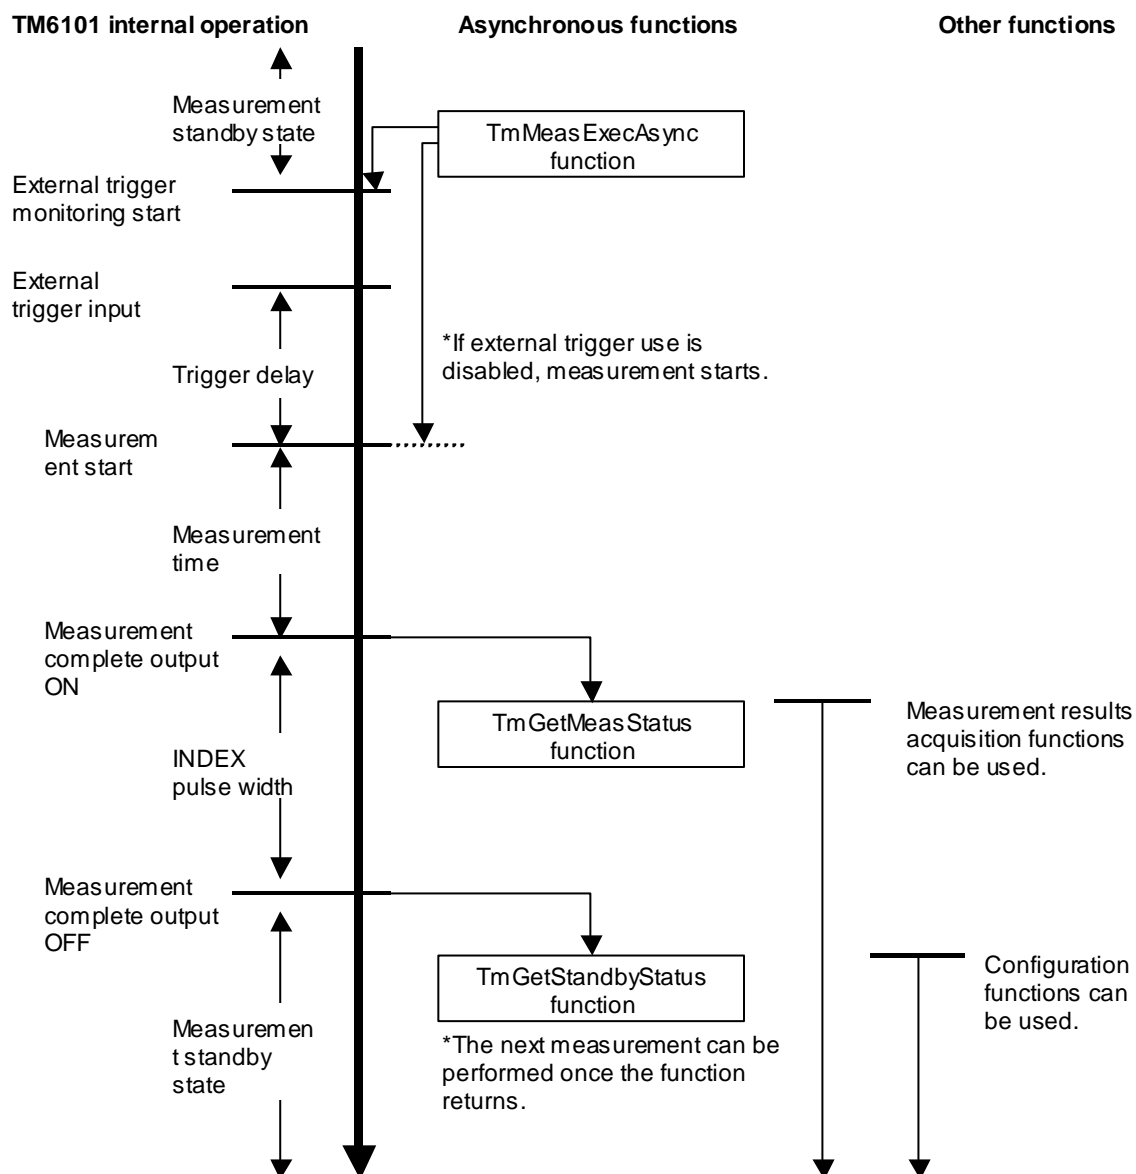 TM6101 internal operation
Asynchronous functions
Other functions
Measurement
standby state
TmMeasExecAsync
function
External trigger
monitoring start
External
trigger input
*If external trigger use is
disabled, measurement starts.
Trigger delay
Measurem
ent start
Measurement
time
Measurement
complete output
ON
TmGetMeasStatus
function
Measurement results
acquisition functions
can be used.
INDEX
pulse width
Measurement
complete output
OFF
TmGetStandbyStatus
function
Configuration
functions can
be used.
Measuremen
t standby
state
*The next measurement can be
performed once the function
returns.